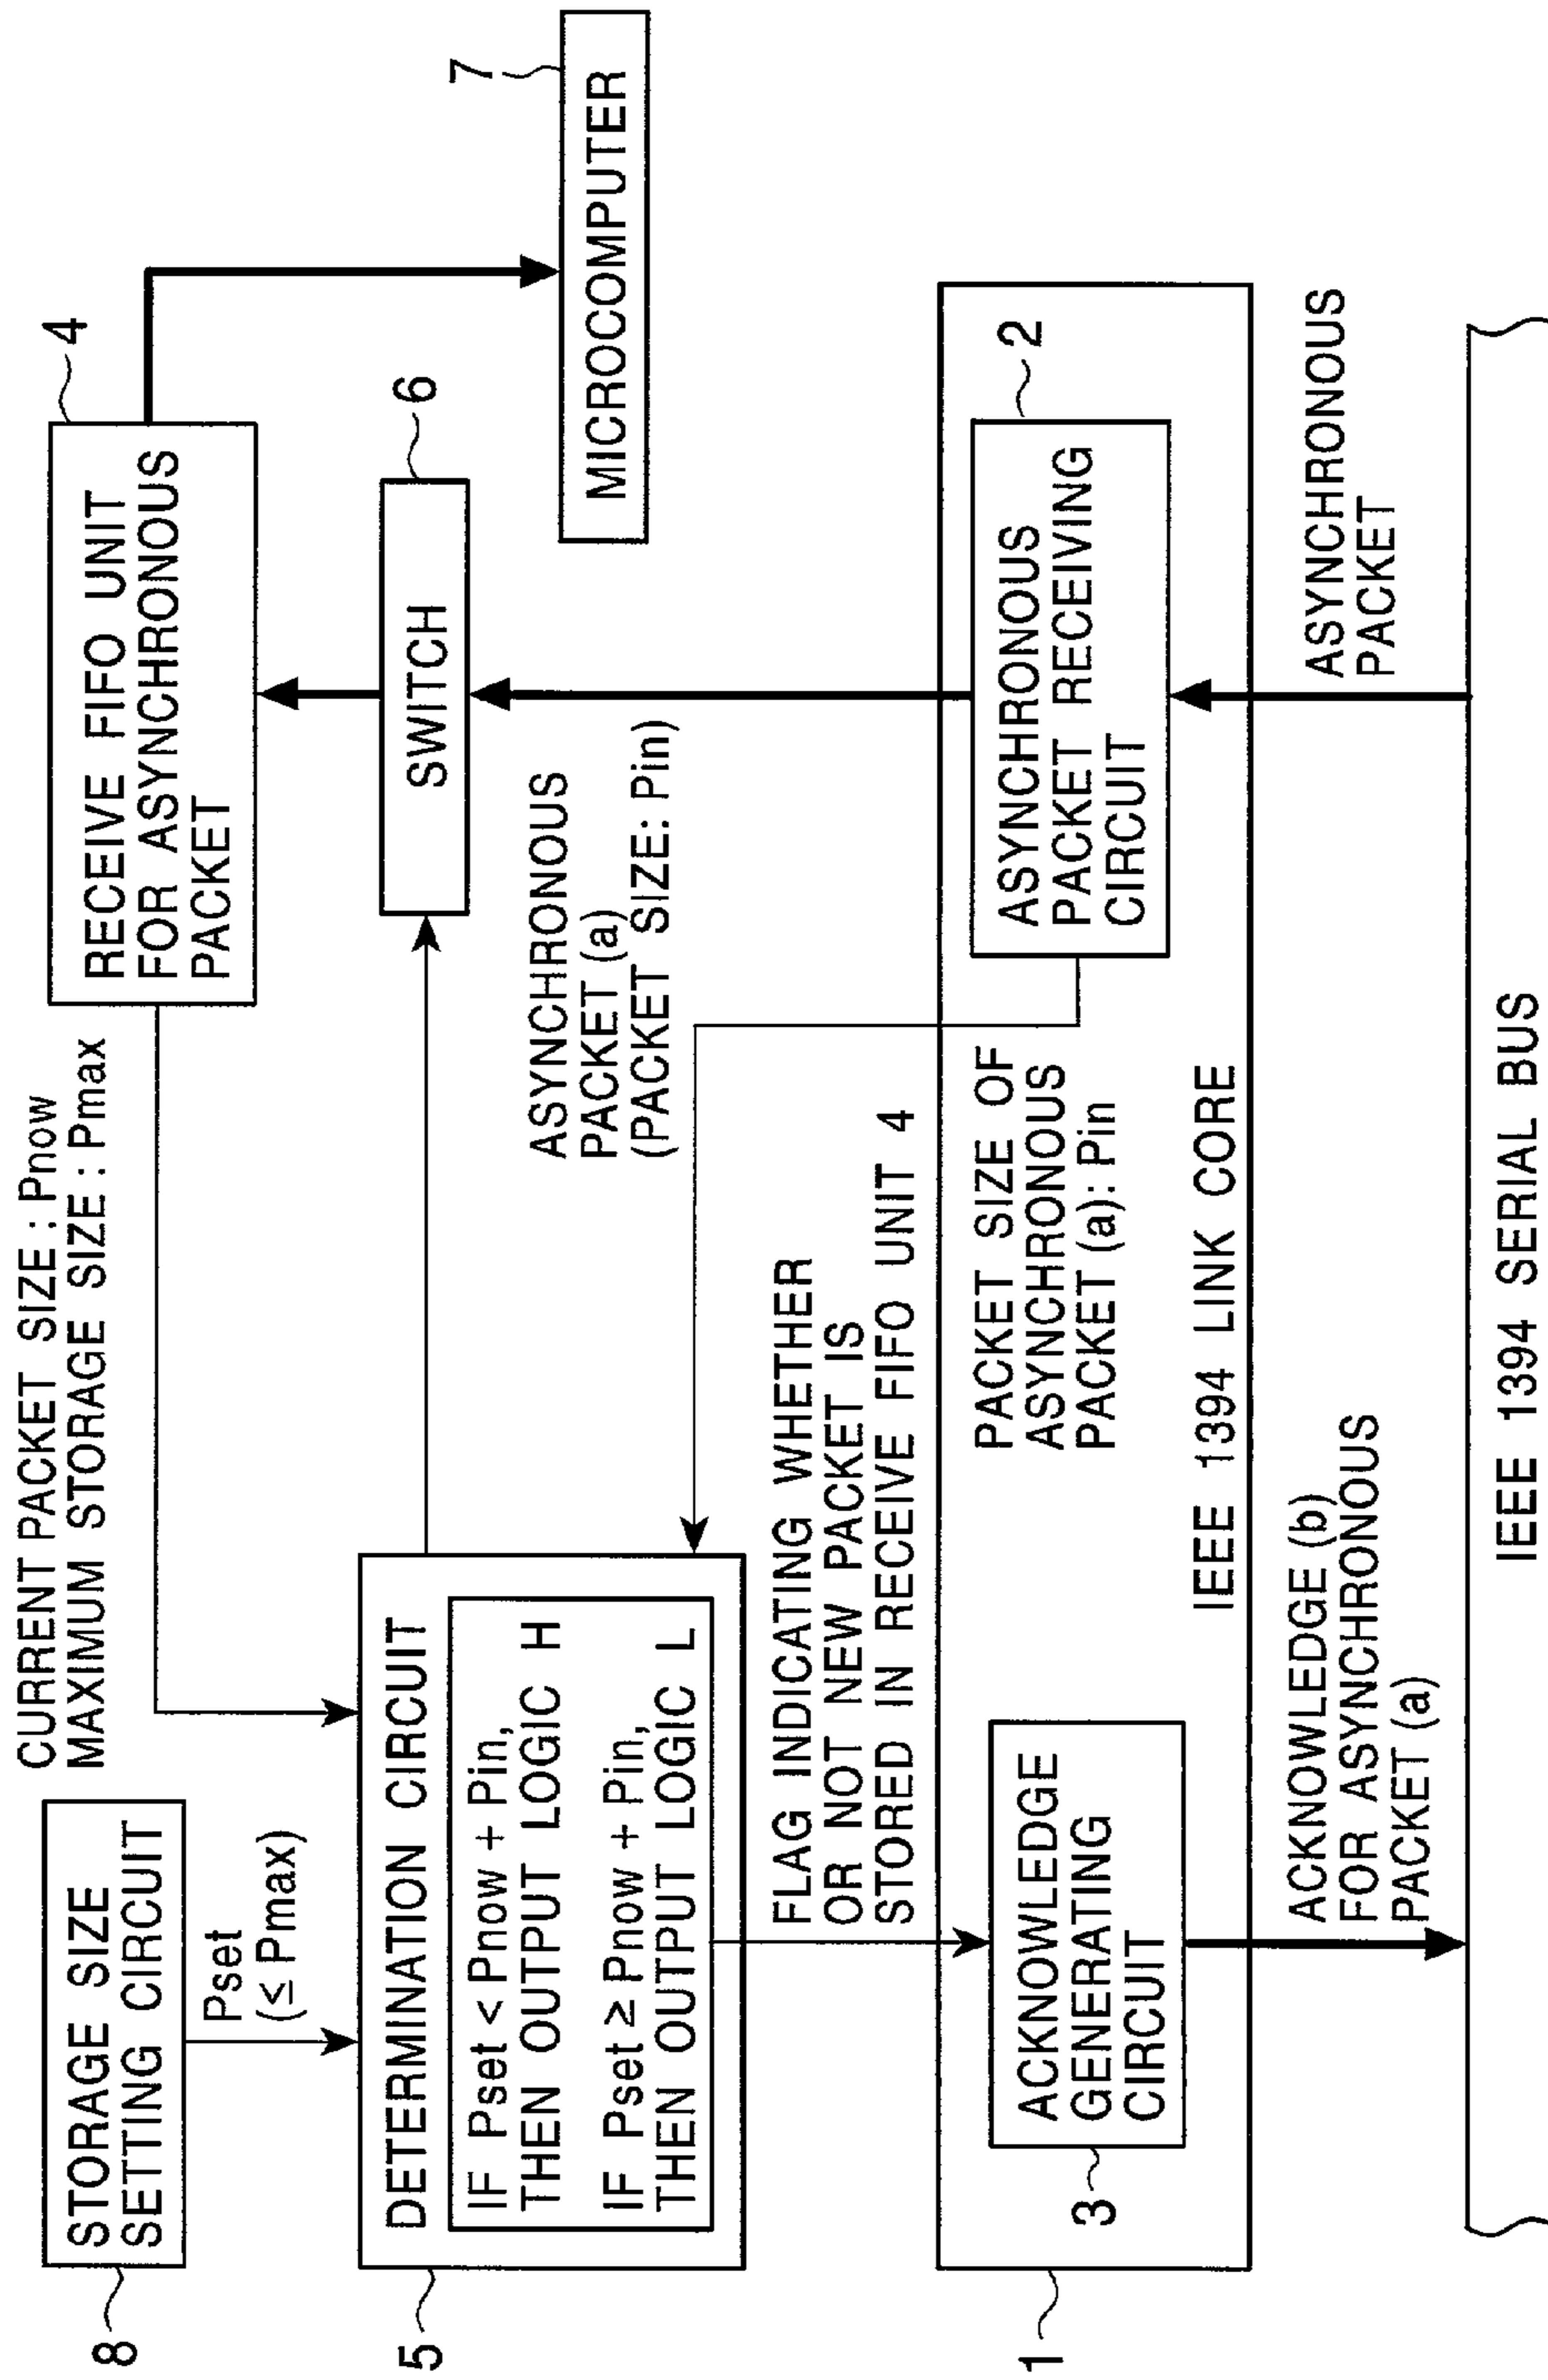 CURRENT PACKET SIZE : Pnow
MAXIMUM STORAGE SIZE : Pmax
8
STORAGE SIZE
SETTING CIRCUIT
Pset
(≤ Pmax)
4
RECEIVE FIFO UNIT
FOR ASYNCHRONOUS
PACKET
5
DETERMINATION CIRCUIT
IF Pset < Pnow + Pin,
THEN OUTPUT LOGIC H
IF Pset ≥ Pnow + Pin,
THEN OUTPUT LOGIC L
6
SWITCH
7
MICROCOMPUTER
ASYNCHRONOUS
PACKET (a)
(PACKET SIZE: Pin)
FLAG INDICATING WHETHER
OR NOT NEW PACKET IS
STORED IN RECEIVE FIFO UNIT 4
1
3
ACKNOWLEDGE
GENERATING
CIRCUIT
PACKET SIZE OF
ASYNCHRONOUS
PACKET (a): Pin
2
ASYNCHRONOUS
PACKET RECEIVING
CIRCUIT
IEEE 1394 LINK CORE
ACKNOWLEDGE (b)
FOR ASYNCHRONOUS
PACKET (a)
ASYNCHRONOUS
PACKET
IEEE 1394 SERIAL BUS